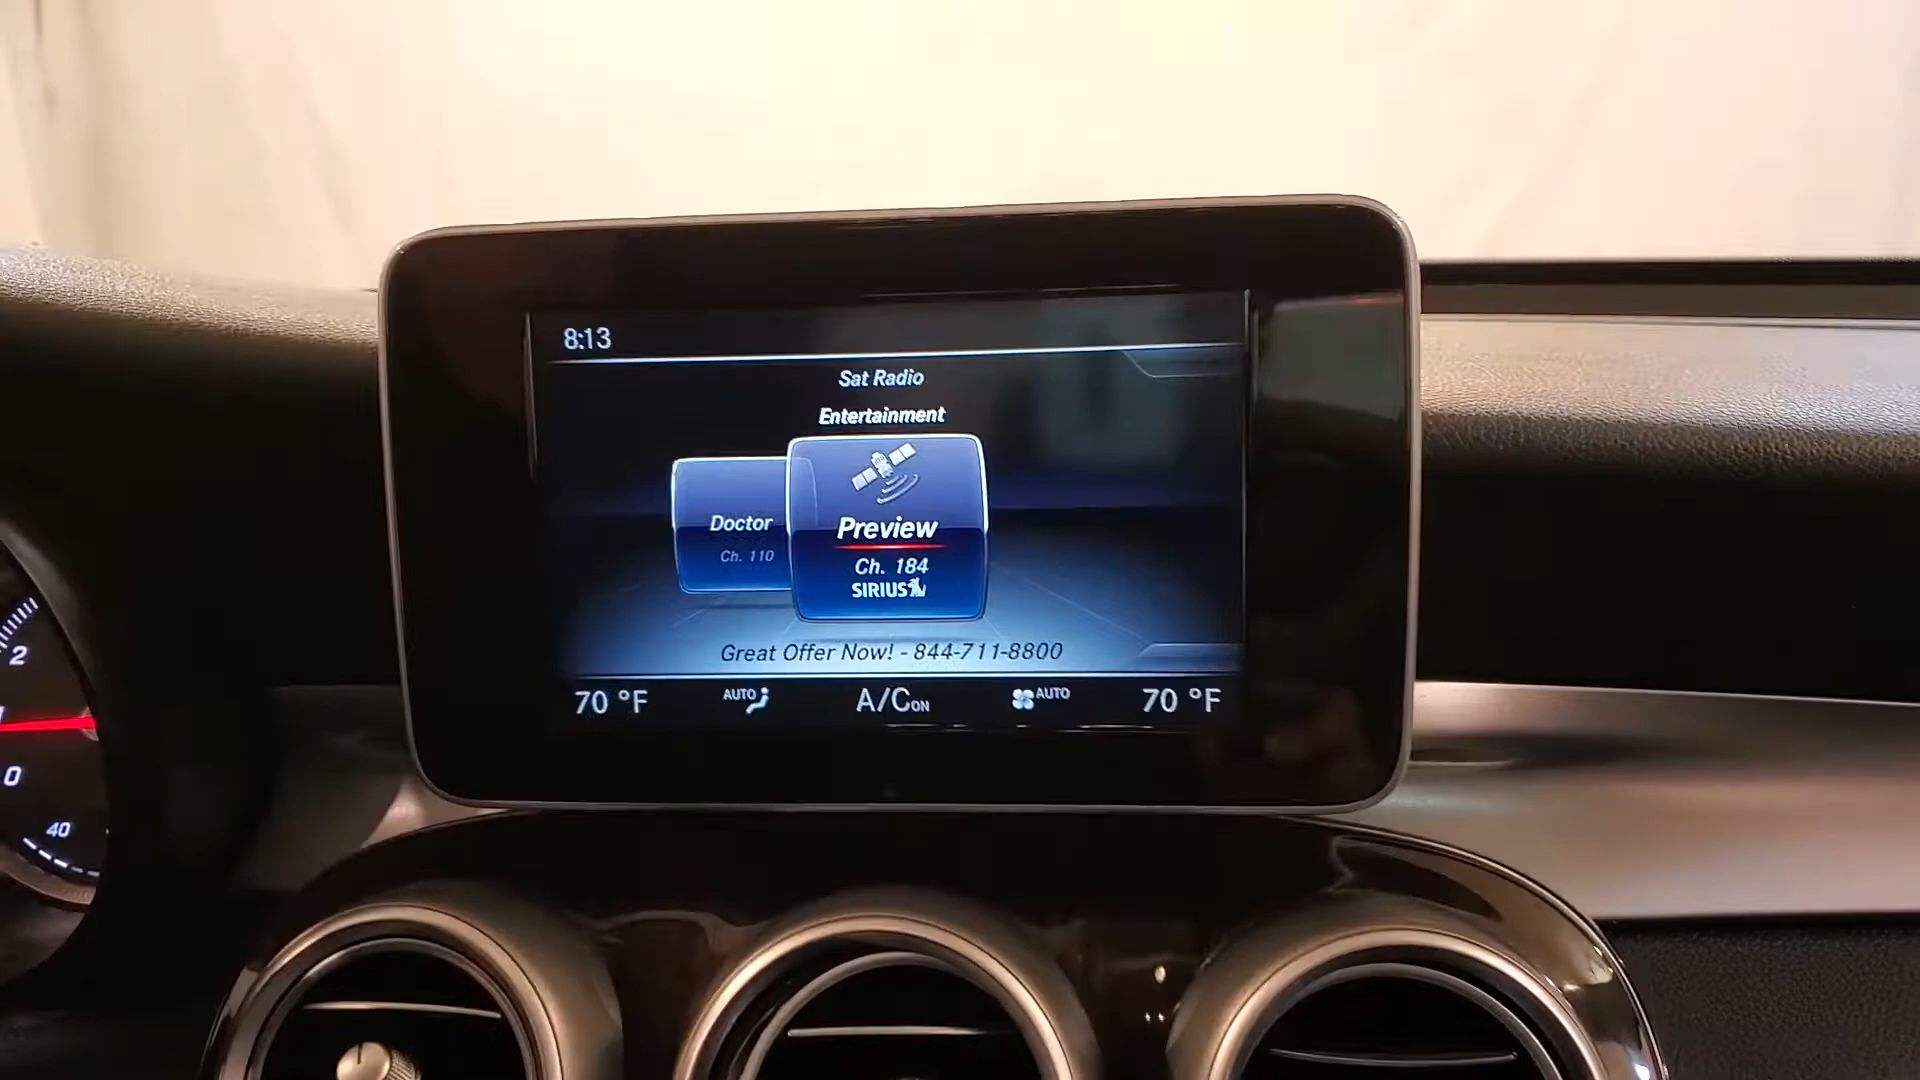 8:13
Sat Radio
Entertainment
Doctor
Ch. 110
Preview
Ch. 184
SIRIUS
Great Offer Now! - 844-711-8800
70 °F
AUTO
A/C ON
AUTO
70 °F
2
0
40